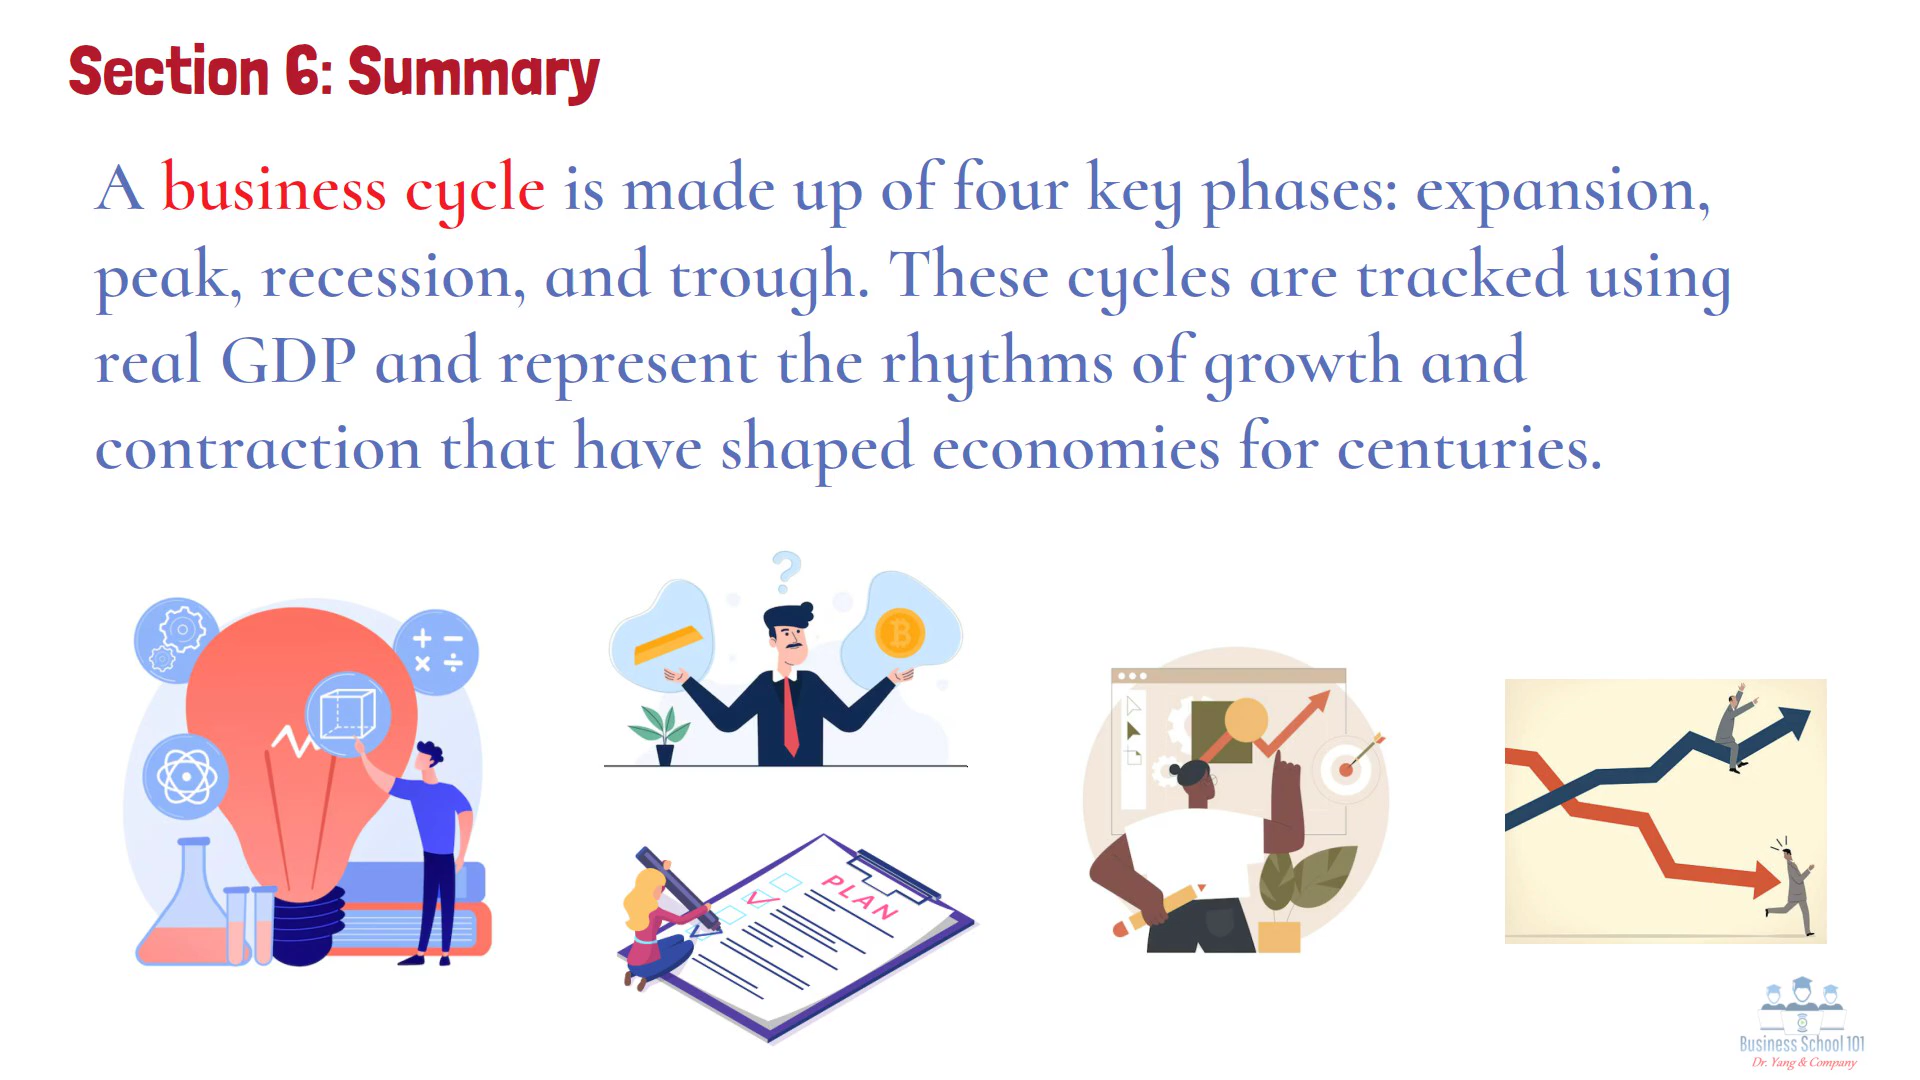 Section 6: Summary
A business cycle is made up of four key phases: expansion,
peak, recession, and trough. These cycles are tracked using
real GDP and represent the rhythms of growth and
contraction that have shaped economies for centuries.
?
B
+ −
× ÷
PLAN
Business School 101
Dr. Yang & Company